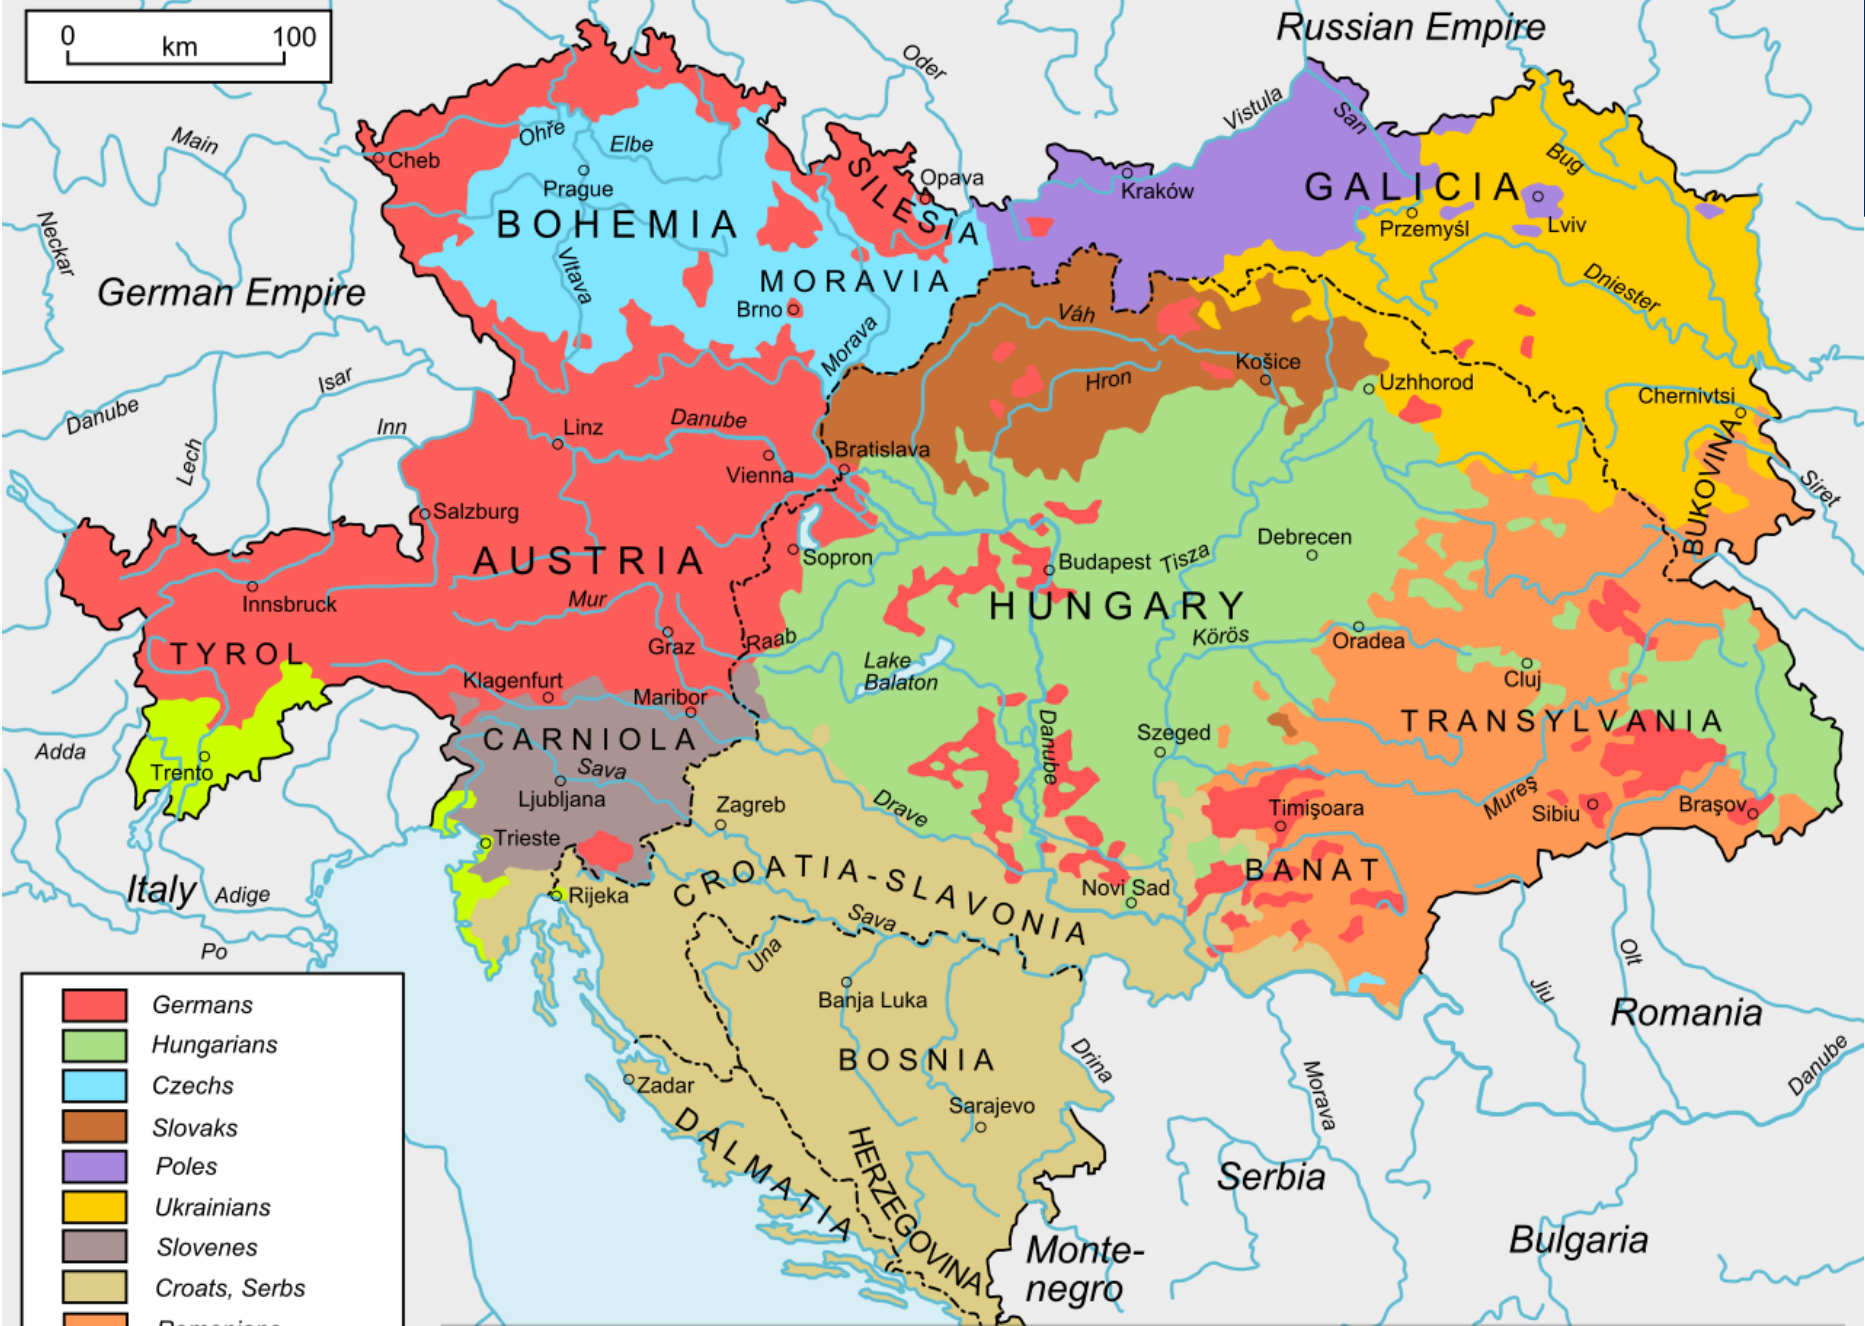 0
100
km
Russian Empire
Oder
Vistula
San
Main
Ohře
Elbe
Cheb
Prague
SILESIA
Opava
Kraków
GALICIA
Bug
Przemyśl
Lviv
Neckar
BOHEMIA
Vltava
German Empire
MORAVIA
Brno
Morava
Váh
Dniester
Hron
Košice
Uzhhorod
Chernivtsi
Isar
Danube
Inn
Lech
Linz
Danube
Vienna
Bratislava
BUKOVINA
Siret
Salzburg
AUSTRIA
Sopron
Budapest
Tisza
Debrecen
Innsbruck
Mur
HUNGARY
Graz
Raab
Körös
Oradea
TYROL
Lake
Balaton
Cluj
Klagenfurt
Maribor
TRANSYLVANIA
CARNIOLA
Danube
Szeged
Adda
Trento
Sava
Ljubljana
Zagreb
Drave
Timişoara
Mureş
Sibiu
Braşov
Trieste
CROATIA-SLAVONIA
BANAT
Italy
Adige
Rijeka
Novi Sad
Po
Una
Sava
Olt
Jiu
Banja Luka
Romania
BOSNIA
Drina
Zadar
Sarajevo
Morava
Danube
DALMATIA
HERZEGOVINA
Serbia
Monte-
negro
Bulgaria
Germans
Hungarians
Czechs
Slovaks
Poles
Ukrainians
Slovenes
Croats, Serbs